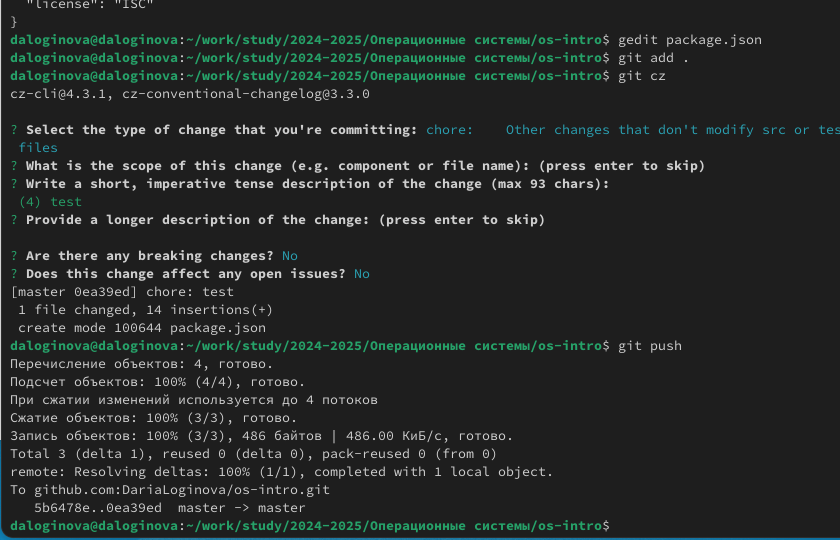 "license": "ISC"
}
daloginova@daloginova:~/work/study/2024-2025/Операционные системы/os-intro$ gedit package.json
daloginova@daloginova:~/work/study/2024-2025/Операционные системы/os-intro$ git add .
daloginova@daloginova:~/work/study/2024-2025/Операционные системы/os-intro$ git cz
cz-cli@4.3.1, cz-conventional-changelog@3.3.0
? Select the type of change that you're committing: chore:    Other changes that don't modify src or tes
files
? What is the scope of this change (e.g. component or file name): (press enter to skip)
? Write a short, imperative tense description of the change (max 93 chars):
(4) test
? Provide a longer description of the change: (press enter to skip)
? Are there any breaking changes? No
? Does this change affect any open issues? No
[master 0ea39ed] chore: test
1 file changed, 14 insertions(+)
create mode 100644 package.json
daloginova@daloginova:~/work/study/2024-2025/Операционные системы/os-intro$ git push
Перечисление объектов: 4, готово.
Подсчет объектов: 100% (4/4), готово.
При сжатии изменений используется до 4 потоков
Сжатие объектов: 100% (3/3), готово.
Запись объектов: 100% (3/3), 486 байтов | 486.00 КиБ/с, готово.
Total 3 (delta 1), reused 0 (delta 0), pack-reused 0 (from 0)
remote: Resolving deltas: 100% (1/1), completed with 1 local object.
To github.com:DariaLoginova/os-intro.git
5b6478e..0ea39ed  master -> master
daloginova@daloginova:~/work/study/2024-2025/Операционные системы/os-intro$